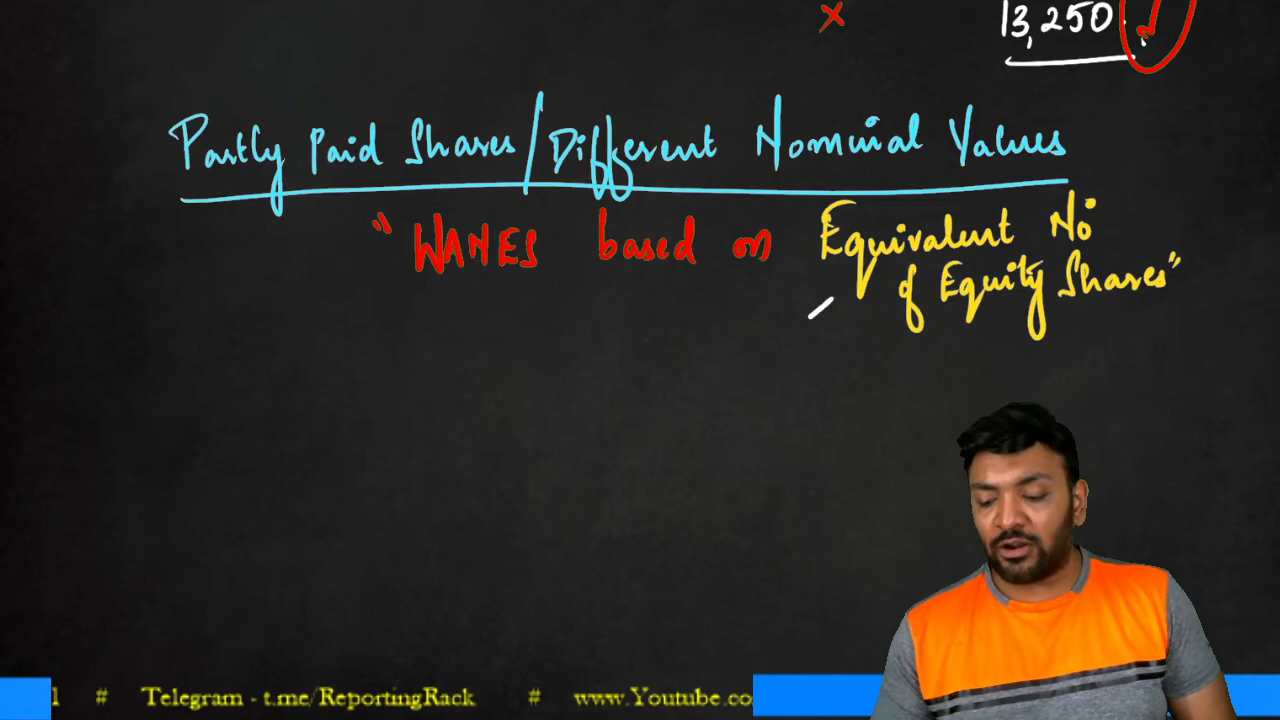 13,250
Partly Paid Shares/Different Nominal Values
"WANES based on Equivalent No
of Equity Shares"
1 # Telegram - t.me/ReportingRack # www.Youtube.co